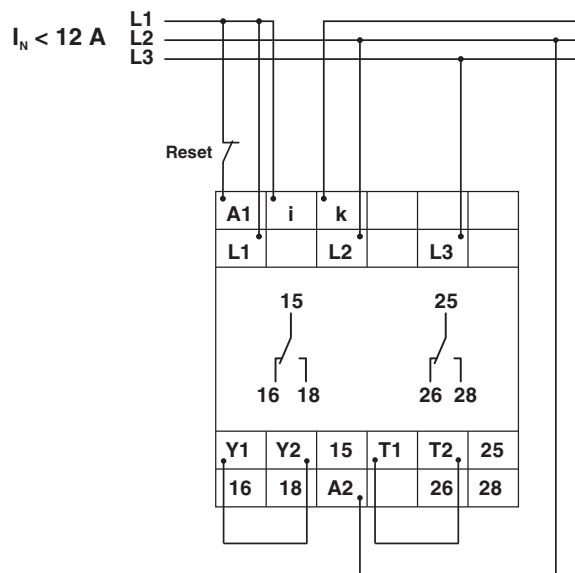 L1
I_N < 12 A L2
L3
Reset
A1 i k
L1 L2 L3
15 25
16 18 26 28
Y1 Y2 15 T1 T2 25
16 18 A2 26 28